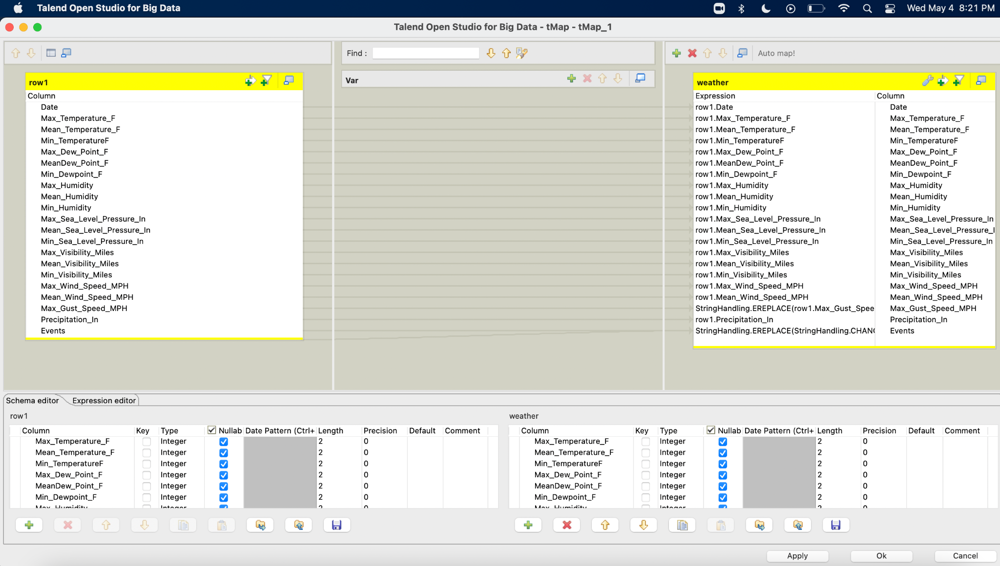 Talend Open Studio for Big Data
Wed May 4 8:21 PM
Talend Open Studio for Big Data - tMap - tMap_1
Find :
Auto map!
row1
Column
Date
Max_Temperature_F
Mean_Temperature_F
Min_TemperatureF
Max_Dew_Point_F
MeanDew_Point_F
Min_Dewpoint_F
Max_Humidity
Mean_Humidity
Min_Humidity
Max_Sea_Level_Pressure_In
Mean_Sea_Level_Pressure_In
Min_Sea_Level_Pressure_In
Max_Visibility_Miles
Mean_Visibility_Miles
Min_Visibility_Miles
Max_Wind_Speed_MPH
Mean_Wind_Speed_MPH
Max_Gust_Speed_MPH
Precipitation_In
Events
Var
weather
Expression Column
row1.Date Date
row1.Max_Temperature_F Max_Temperature_F
row1.Mean_Temperature_F Mean_Temperature_F
row1.Min_TemperatureF Min_TemperatureF
row1.Max_Dew_Point_F Max_Dew_Point_F
row1.MeanDew_Point_F MeanDew_Point_F
row1.Min_Dewpoint_F Min_Dewpoint_F
row1.Max_Humidity Max_Humidity
row1.Mean_Humidity Mean_Humidity
row1.Min_Humidity Min_Humidity
row1.Max_Sea_Level_Pressure_In Max_Sea_Level_Pressure_In
row1.Mean_Sea_Level_Pressure_In Mean_Sea_Level_Pressure_I
row1.Min_Sea_Level_Pressure_In Min_Sea_Level_Pressure_In
row1.Max_Visibility_Miles Max_Visibility_Miles
row1.Mean_Visibility_Miles Mean_Visibility_Miles
row1.Min_Visibility_Miles Min_Visibility_Miles
row1.Max_Wind_Speed_MPH Max_Wind_Speed_MPH
row1.Mean_Wind_Speed_MPH Mean_Wind_Speed_MPH
StringHandling.EREPLACE(row1.Max_Gust_Spee Max_Gust_Speed_MPH
row1.Precipitation_In Precipitation_In
StringHandling.EREPLACE(StringHandling.CHAN Events
Schema editor Expression editor
row1
Column Key Type Nullab Date Pattern (Ctrl+ Length Precision Default Comment
Max_Temperature_F Integer 2 0
Mean_Temperature_F Integer 2 0
Min_TemperatureF Integer 2 0
Max_Dew_Point_F Integer 2 0
MeanDew_Point_F Integer 2 0
Min_Dewpoint_F Integer 2 0
Max_Humidity Integer 2 0
weather
Column Key Type Nullab Date Pattern (Ctrl+ Length Precision Default Comment
Max_Temperature_F Integer 2 0
Mean_Temperature_F Integer 2 0
Min_TemperatureF Integer 2 0
Max_Dew_Point_F Integer 2 0
MeanDew_Point_F Integer 2 0
Min_Dewpoint_F Integer 2 0
Max_Humidity Integer 2 0
Apply Ok Cancel